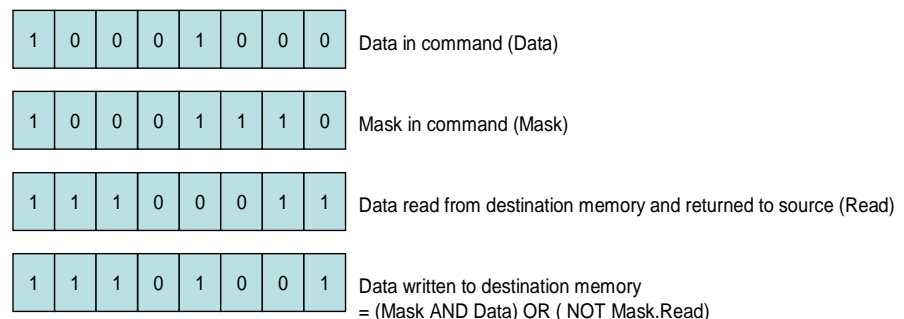 1 0 0 0 1 0 0 0 Data in command (Data)
1 0 0 0 1 1 1 0 Mask in command (Mask)
1 1 1 0 0 0 1 1 Data read from destination memory and returned to source (Read)
1 1 1 0 1 0 0 1 Data written to destination memory
= (Mask AND Data) OR ( NOT Mask.Read)